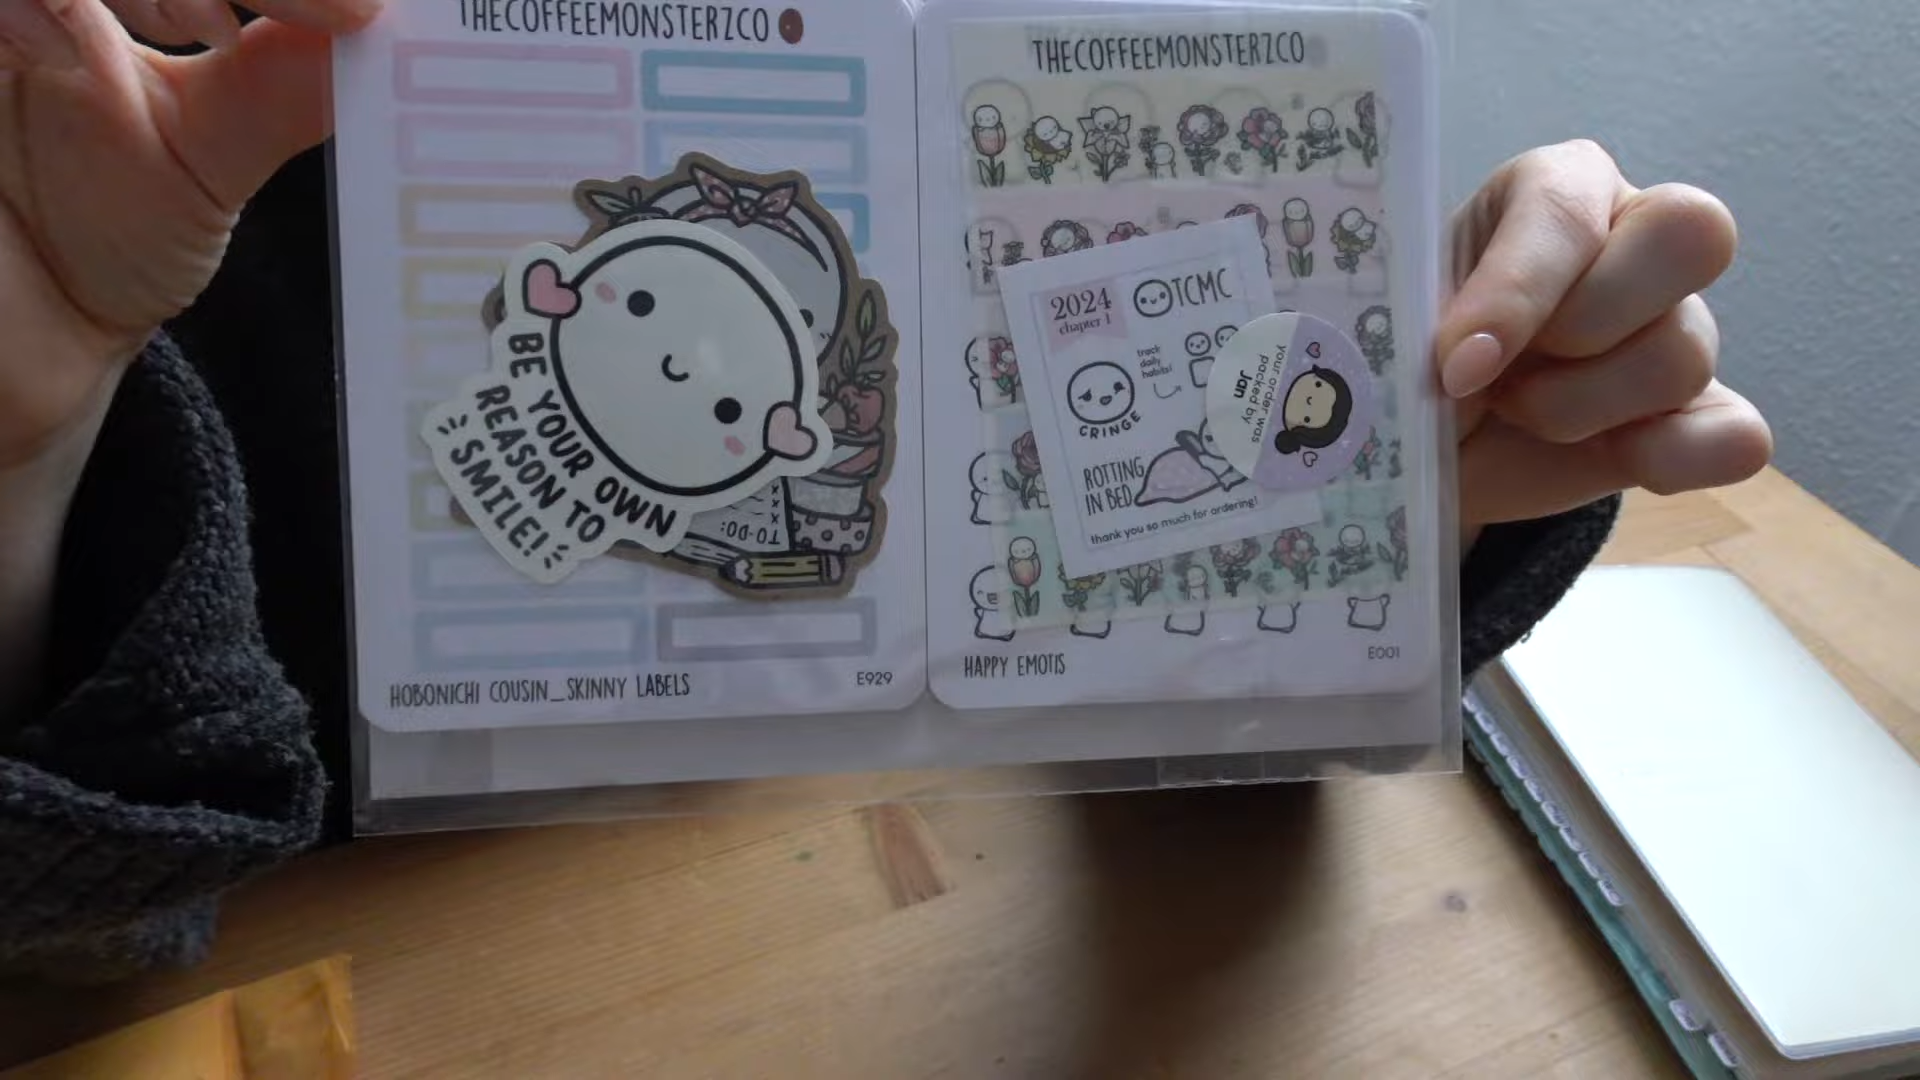 THECOFFEEMONSTERZCO
BE YOUR OWN
REASON TO
SMILE!
TO-DO:
X
X
X
HOBONICHI COUSIN_SKINNY LABELS
E929
THECOFFEEMONSTERZCO
2024
chapter 1
TCMC
track
daily
habits!
CRINGE
ROTTING
IN BED
thank you so much for ordering!
your order was
packed by
Jan
HAPPY EMOTIS
E001